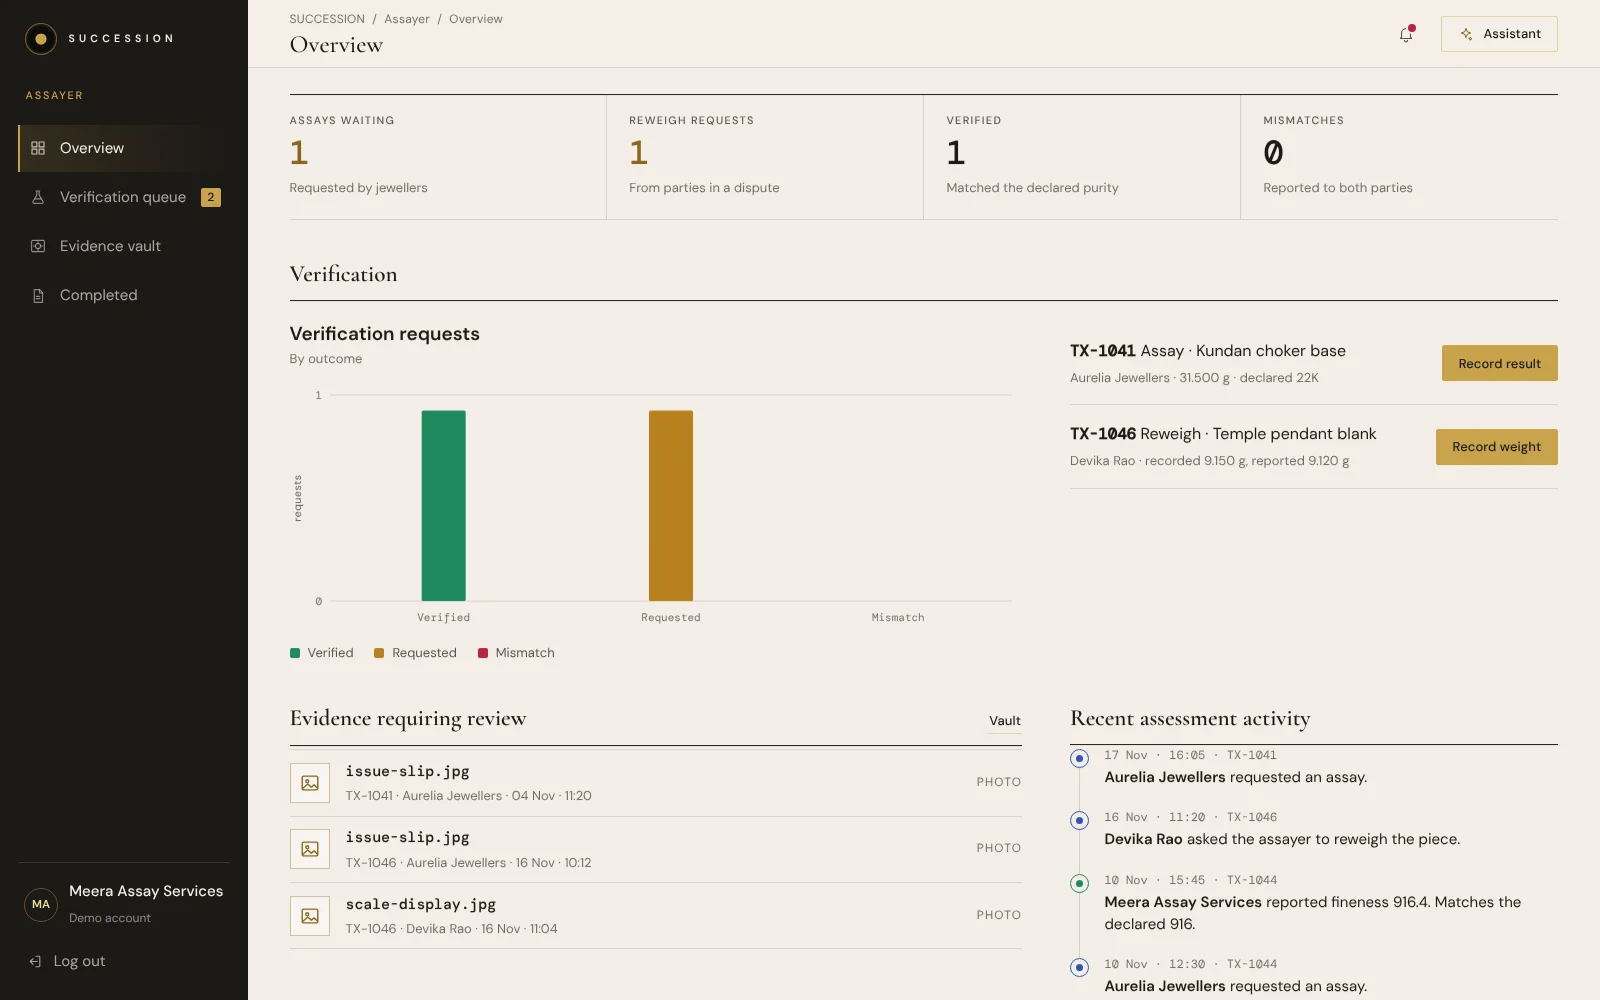 SUCCESSION
ASSAYER
Overview
Verification queue 2
Evidence vault
Completed
MA
Meera Assay Services
Demo account
Log out
SUCCESSION / Assayer / Overview
Overview
Assistant
ASSAYS WAITING
1
Requested by jewellers
REWEIGH REQUESTS
1
From parties in a dispute
VERIFIED
1
Matched the declared purity
MISMATCHES
0
Reported to both parties
Verification
Verification requests
By outcome
1
requests
0
Verified
Requested
Mismatch
Verified
Requested
Mismatch
TX-1041 Assay · Kundan choker base
Aurelia Jewellers · 31.500 g · declared 22K
Record result
TX-1046 Reweigh · Temple pendant blank
Devika Rao · recorded 9.150 g, reported 9.120 g
Record weight
Evidence requiring review
Vault
issue-slip.jpg
TX-1041 · Aurelia Jewellers · 04 Nov · 11:20
PHOTO
issue-slip.jpg
TX-1046 · Aurelia Jewellers · 16 Nov · 10:12
PHOTO
scale-display.jpg
TX-1046 · Devika Rao · 16 Nov · 11:04
PHOTO
Recent assessment activity
17 Nov · 16:05 · TX-1041
Aurelia Jewellers requested an assay.
16 Nov · 11:20 · TX-1046
Devika Rao asked the assayer to reweigh the piece.
10 Nov · 15:45 · TX-1044
Meera Assay Services reported fineness 916.4. Matches the
declared 916.
10 Nov · 12:30 · TX-1044
Aurelia Jewellers requested an assay.